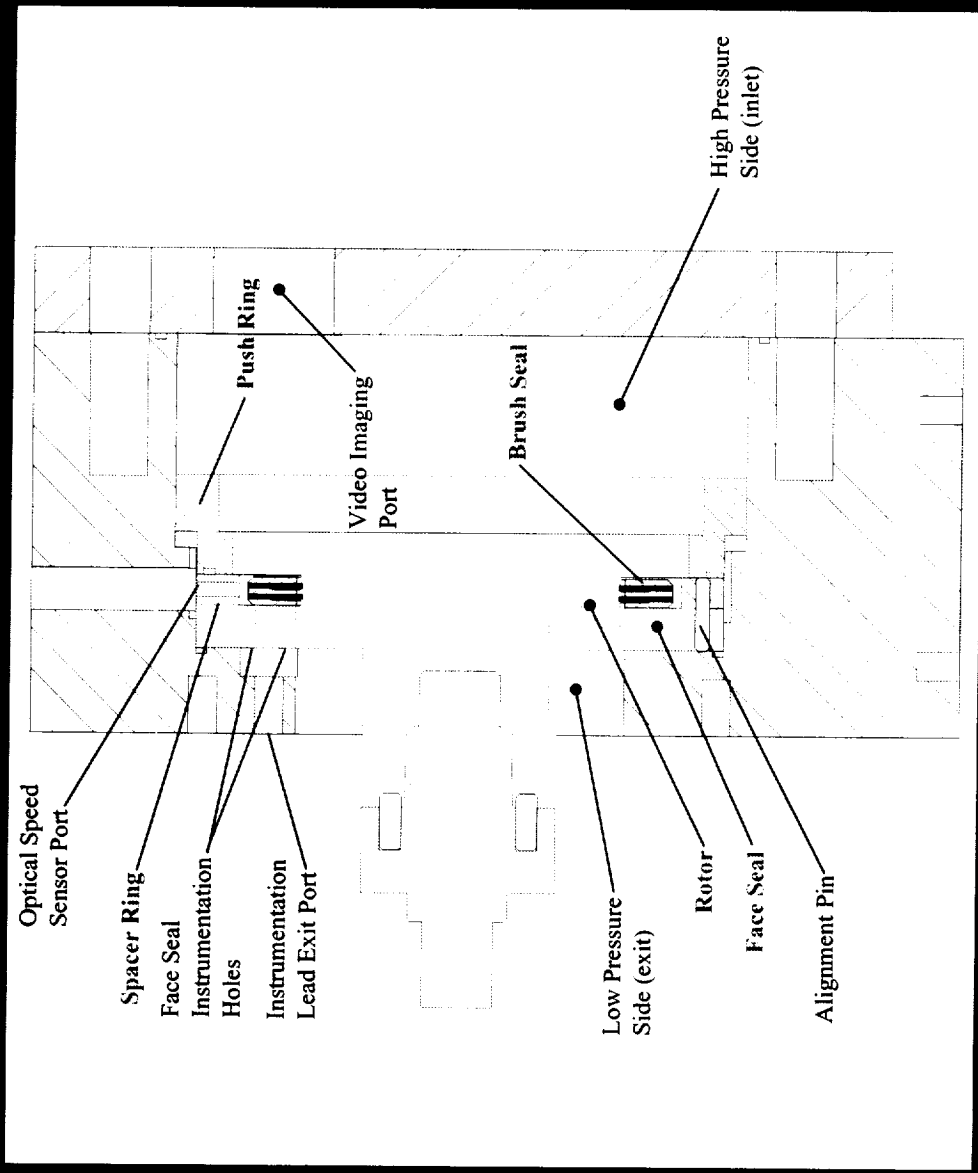 Optical Speed
Sensor Port
Spacer Ring
Face Seal
Instrumentation
Holes
Instrumentation
Lead Exit Port
Push Ring
Video Imaging
Port
Brush Seal
High Pressure
Side (inlet)
Low Pressure
Side (exit)
Rotor
Face Seal
Alignment Pin